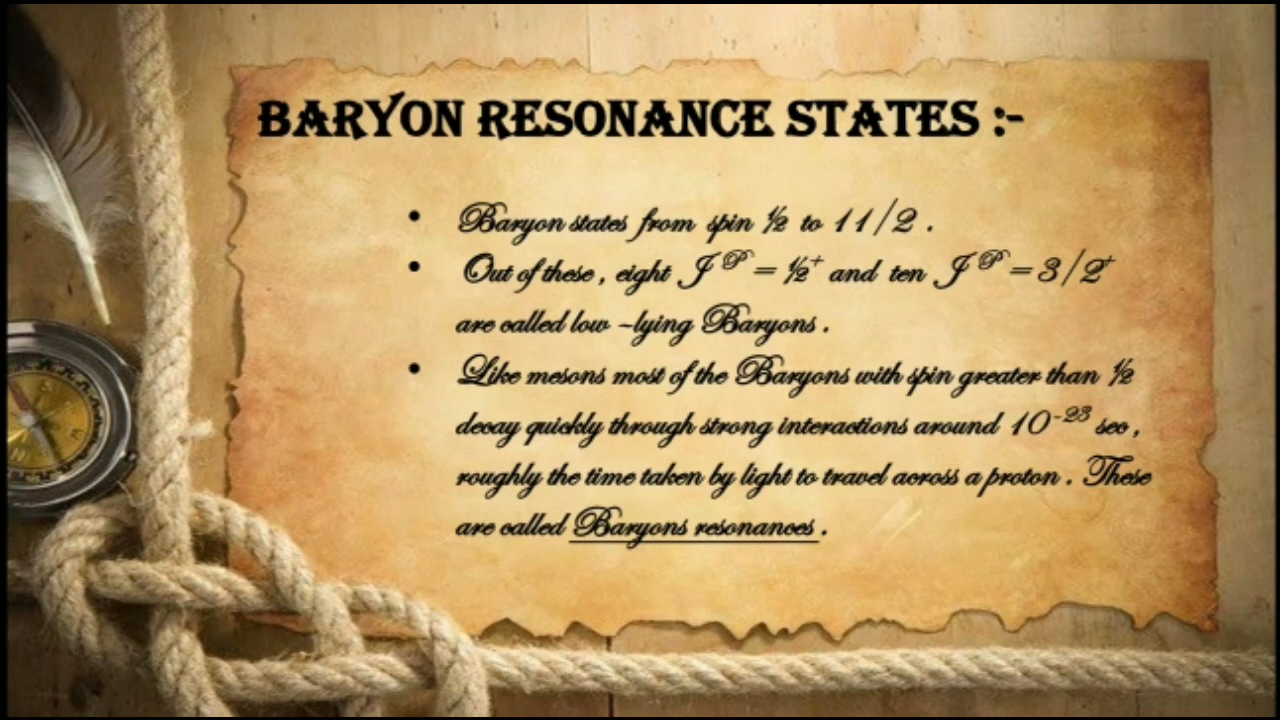 BARYON RESONANCE STATES :-
• Baryon states from spin ½ to 11/2 .
• Out of these , eight J^P = ½⁺ and ten J^P = 3/2⁺
are called low –lying Baryons .
• Like mesons most of the Baryons with spin greater than ½
decay quickly through strong interactions around 10⁻²³ sec ,
roughly the time taken by light to travel across a proton . These
are called Baryons resonances .